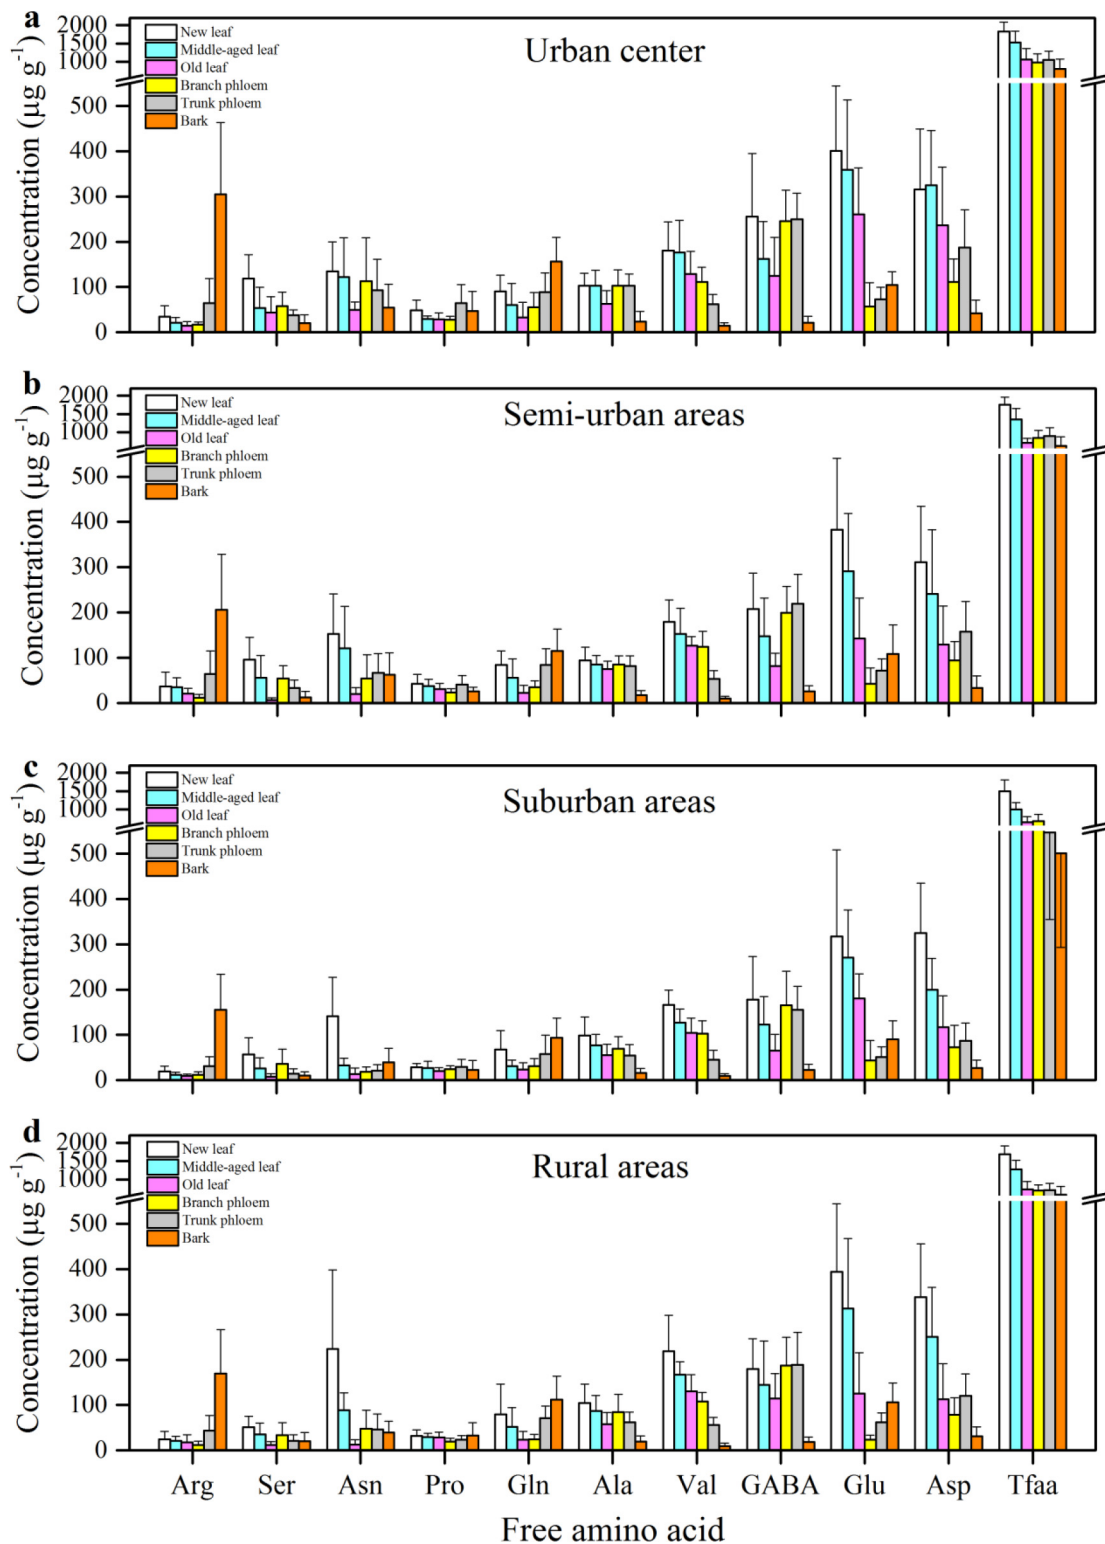 a
Urban center
New leaf
Middle-aged leaf
Old leaf
Branch phloem
Trunk phloem
Bark
Concentration (µg g⁻¹)
2000
1500
1000
500
400
300
200
100
0
b
Semi-urban areas
New leaf
Middle-aged leaf
Old leaf
Branch phloem
Trunk phloem
Bark
Concentration (µg g⁻¹)
2000
1500
1000
500
400
300
200
100
0
c
Suburban areas
New leaf
Middle-aged leaf
Old leaf
Branch phloem
Trunk phloem
Bark
Concentration (µg g⁻¹)
2000
1500
1000
500
400
300
200
100
0
d
Rural areas
New leaf
Middle-aged leaf
Old leaf
Branch phloem
Trunk phloem
Bark
Concentration (µg g⁻¹)
2000
1500
1000
500
400
300
200
100
0
Arg Ser Asn Pro Gln Ala Val GABA Glu Asp Tfaa
Free amino acid